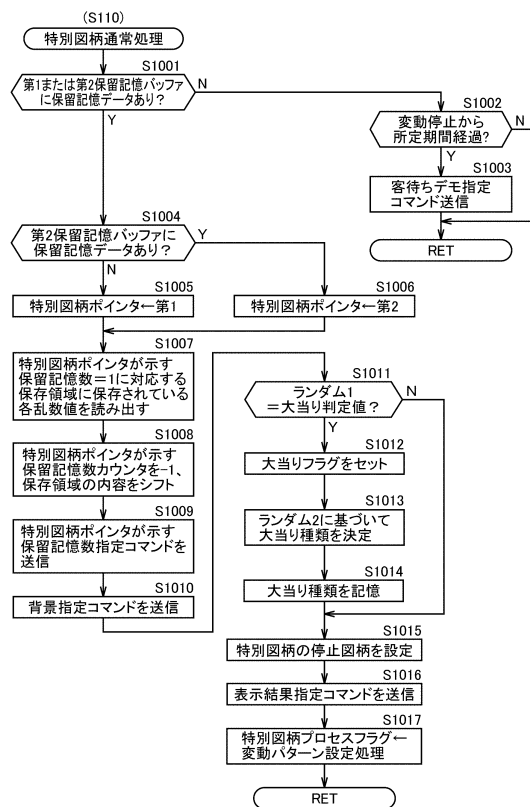 (S110)
特別図柄通常処理
S1001
第1または第2保留記憶バッファ
に保留記憶データあり？
N
Y
S1002
変動停止から
所定期間経過?
N
Y
S1003
客待ちデモ指定
コマンド送信
RET
S1004
第2保留記憶バッファに
保留記憶データあり？
Y
N
S1005
特別図柄ポインタ←第1
S1006
特別図柄ポインタ←第2
S1007
特別図柄ポインタが示す
保留記憶数＝1に対応する
保存領域に保存されている
各乱数値を読み出す
S1008
特別図柄ポインタが示す
保留記憶数カウンタを-1、
保存領域の内容をシフト
S1009
特別図柄ポインタが示す
保留記憶数指定コマンドを
送信
S1010
背景指定コマンドを送信
S1011
ランダム1
＝大当り判定値？
N
Y
S1012
大当りフラグをセット
S1013
ランダム2に基づいて
大当り種類を決定
S1014
大当り種類を記憶
S1015
特別図柄の停止図柄を設定
S1016
表示結果指定コマンドを送信
S1017
特別図柄プロセスフラグ←
変動パターン設定処理
RET